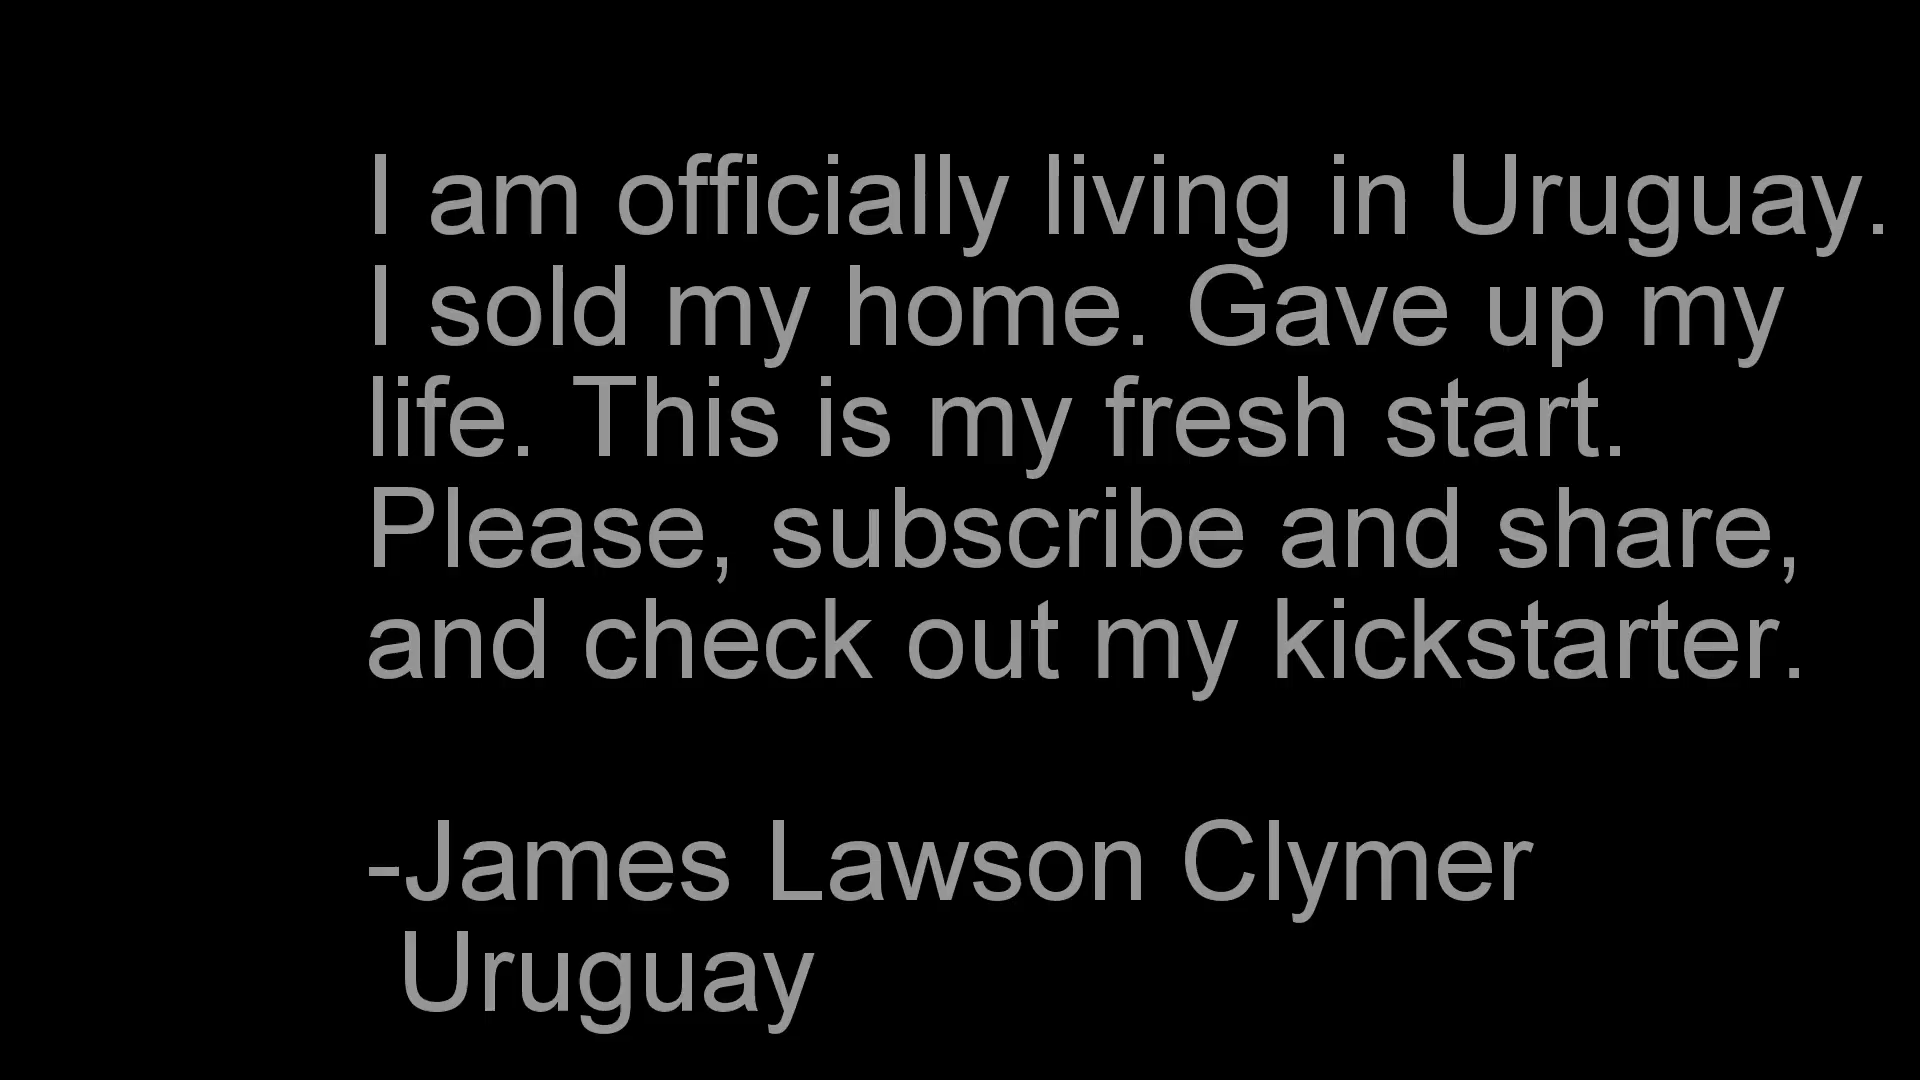 I am officially living in Uruguay.
I sold my home. Gave up my
life. This is my fresh start.
Please, subscribe and share,
and check out my kickstarter.
-James Lawson Clymer
Uruguay